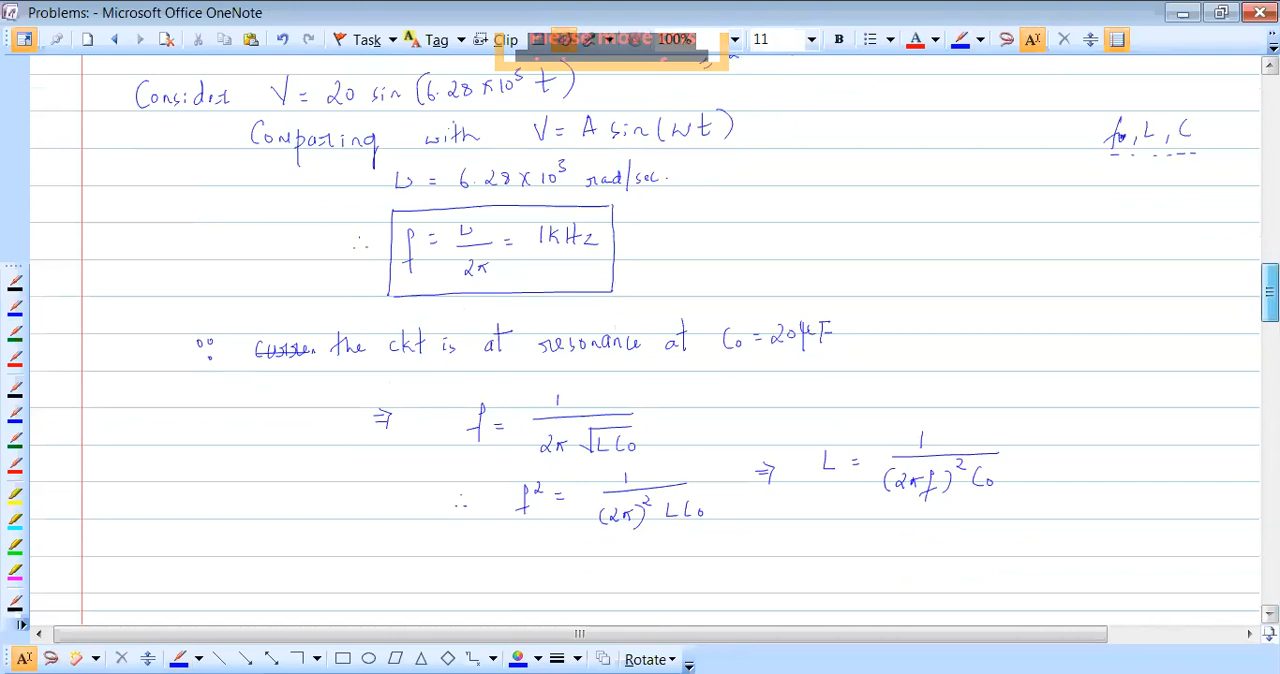 Problems: - Microsoft Office OneNote
Task Tag Clip 100% 11 B A A
Consider V = 20 sin (6.28 x 10³ t)
Comparing with V = A sin(ωt)
fo, L, C
ω = 6.28 x 10³ rad/sec.
∴ f = ω/2π = 1KHz
∵ the ckt is at resonance at C₀ = 20μF
⇒ f = 1/(2π √LC₀)
∴ f² = 1/((2π)² LC₀) ⇒ L = 1/((2πf)² C₀)
A Rotate